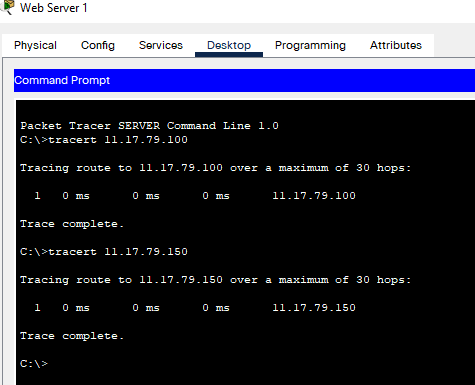 Web Server 1
Physical Config Services Desktop Programming Attributes
Command Prompt
Packet Tracer SERVER Command Line 1.0
C:\>tracert 11.17.79.100
Tracing route to 11.17.79.100 over a maximum of 30 hops:
1 0 ms 0 ms 0 ms 11.17.79.100
Trace complete.
C:\>tracert 11.17.79.150
Tracing route to 11.17.79.150 over a maximum of 30 hops:
1 0 ms 0 ms 0 ms 11.17.79.150
Trace complete.
C:\>